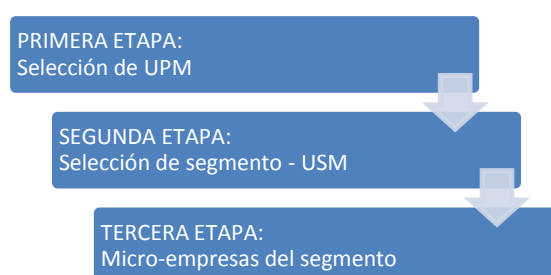 PRIMERA ETAPA:
Selección de UPM
SEGUNDA ETAPA:
Selección de segmento - USM
TERCERA ETAPA:
Micro-empresas del segmento